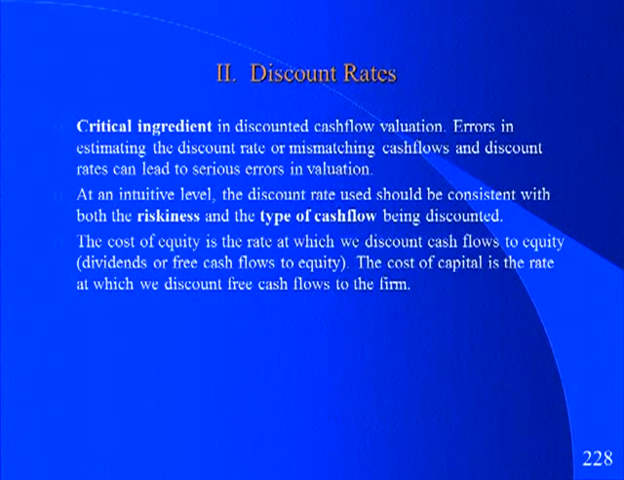 II. Discount Rates
Critical ingredient in discounted cashflow valuation. Errors in
estimating the discount rate or mismatching cashflows and discount
rates can lead to serious errors in valuation.
At an intuitive level, the discount rate used should be consistent with
both the riskiness and the type of cashflow being discounted.
The cost of equity is the rate at which we discount cash flows to equity
(dividends or free cash flows to equity). The cost of capital is the rate
at which we discount free cash flows to the firm.
228